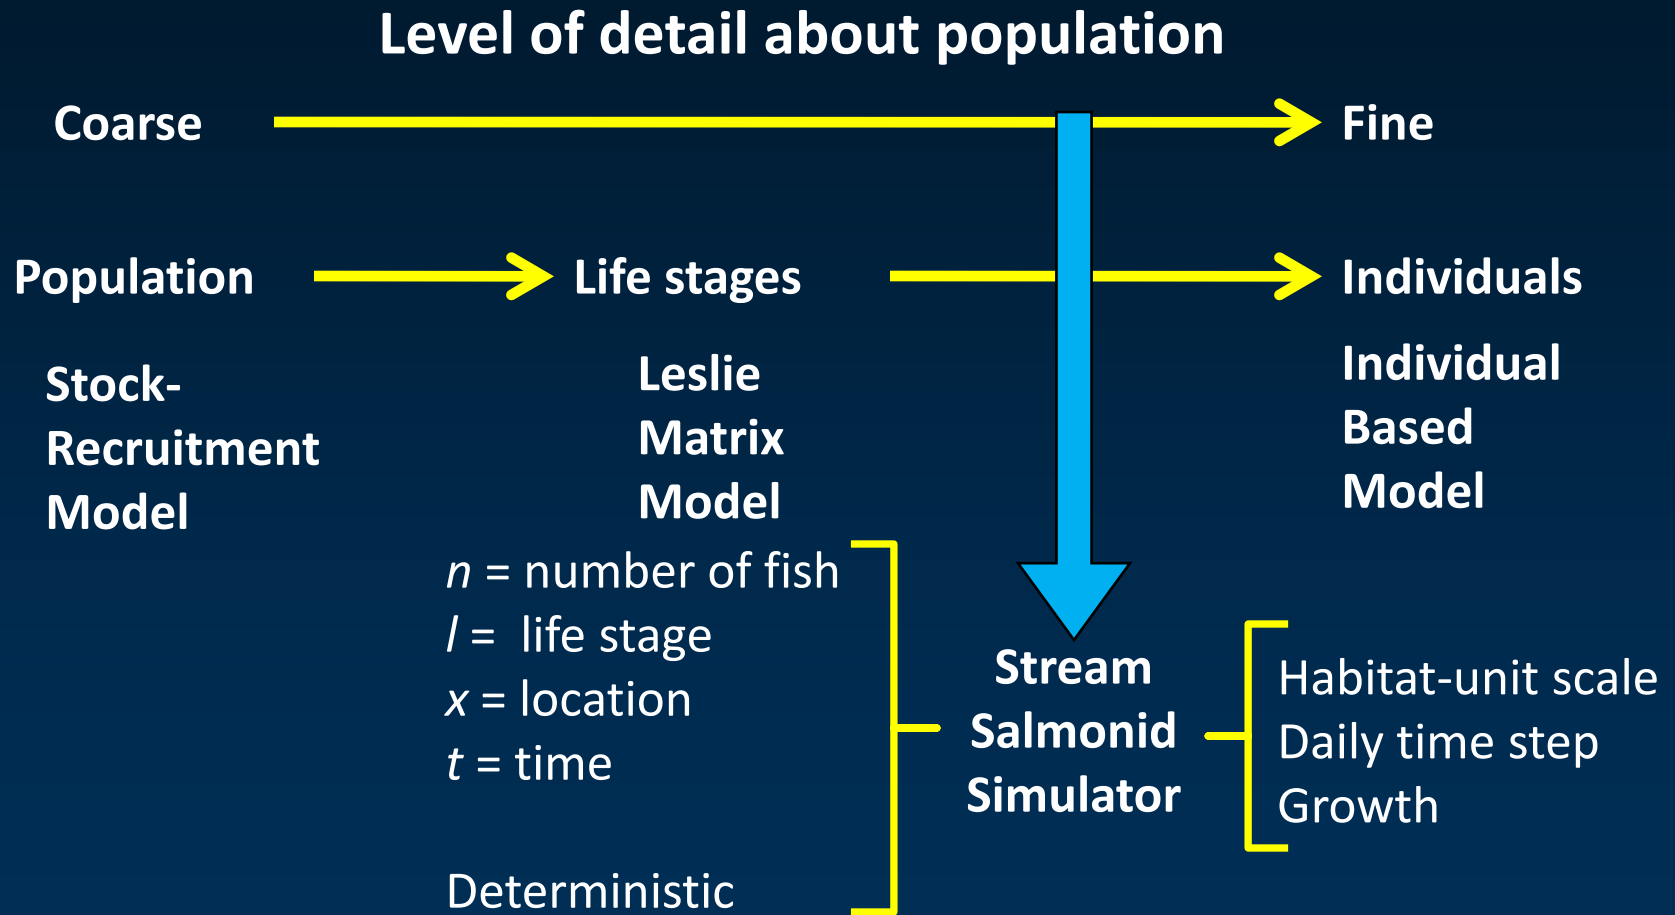 Level of detail about population
Coarse
Fine
Population
Life stages
Individuals
Stock-
Recruitment
Model
Leslie
Matrix
Model
Individual
Based
Model
n = number of fish
l = life stage
x = location
t = time
Deterministic
Stream
Salmonid
Simulator
Habitat-unit scale
Daily time step
Growth